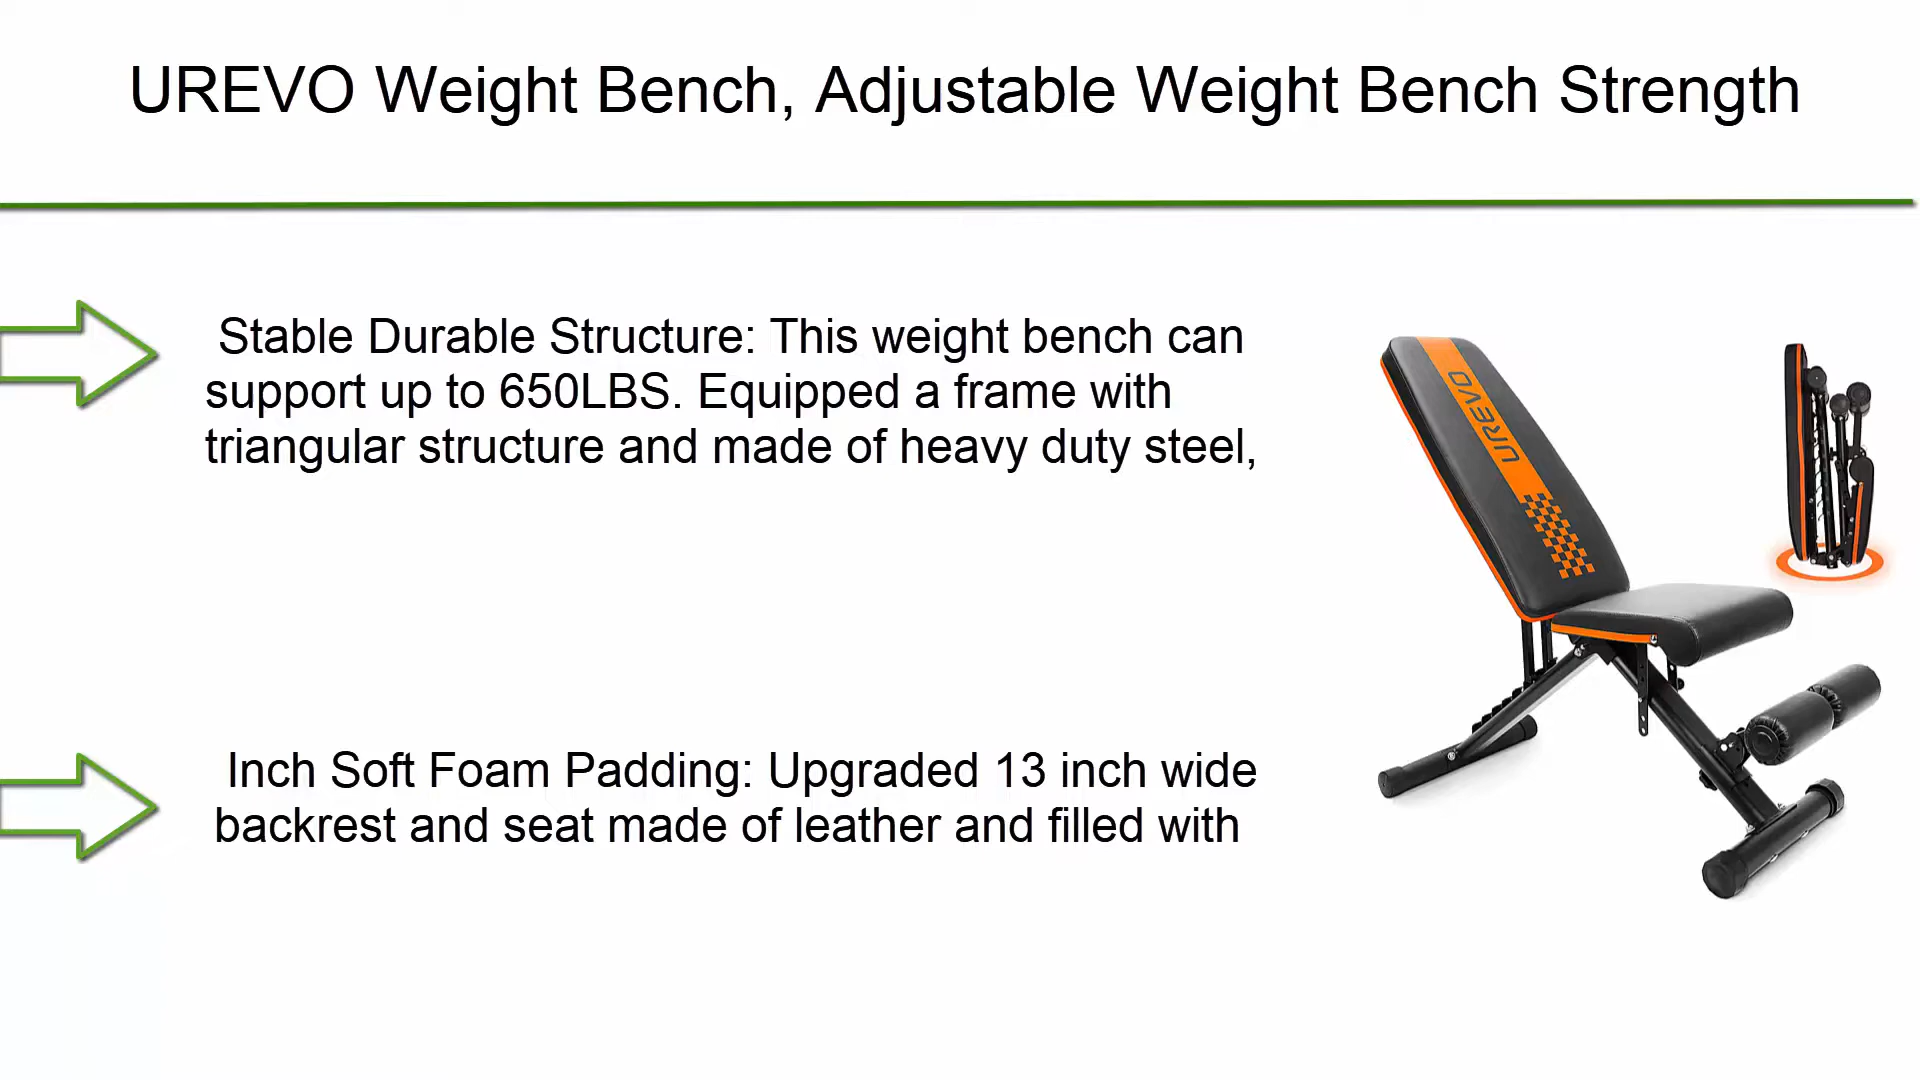 UREVO Weight Bench, Adjustable Weight Bench Strength
Stable Durable Structure: This weight bench can
support up to 650LBS. Equipped a frame with
triangular structure and made of heavy duty steel,
UREVO
Inch Soft Foam Padding: Upgraded 13 inch wide
backrest and seat made of leather and filled with